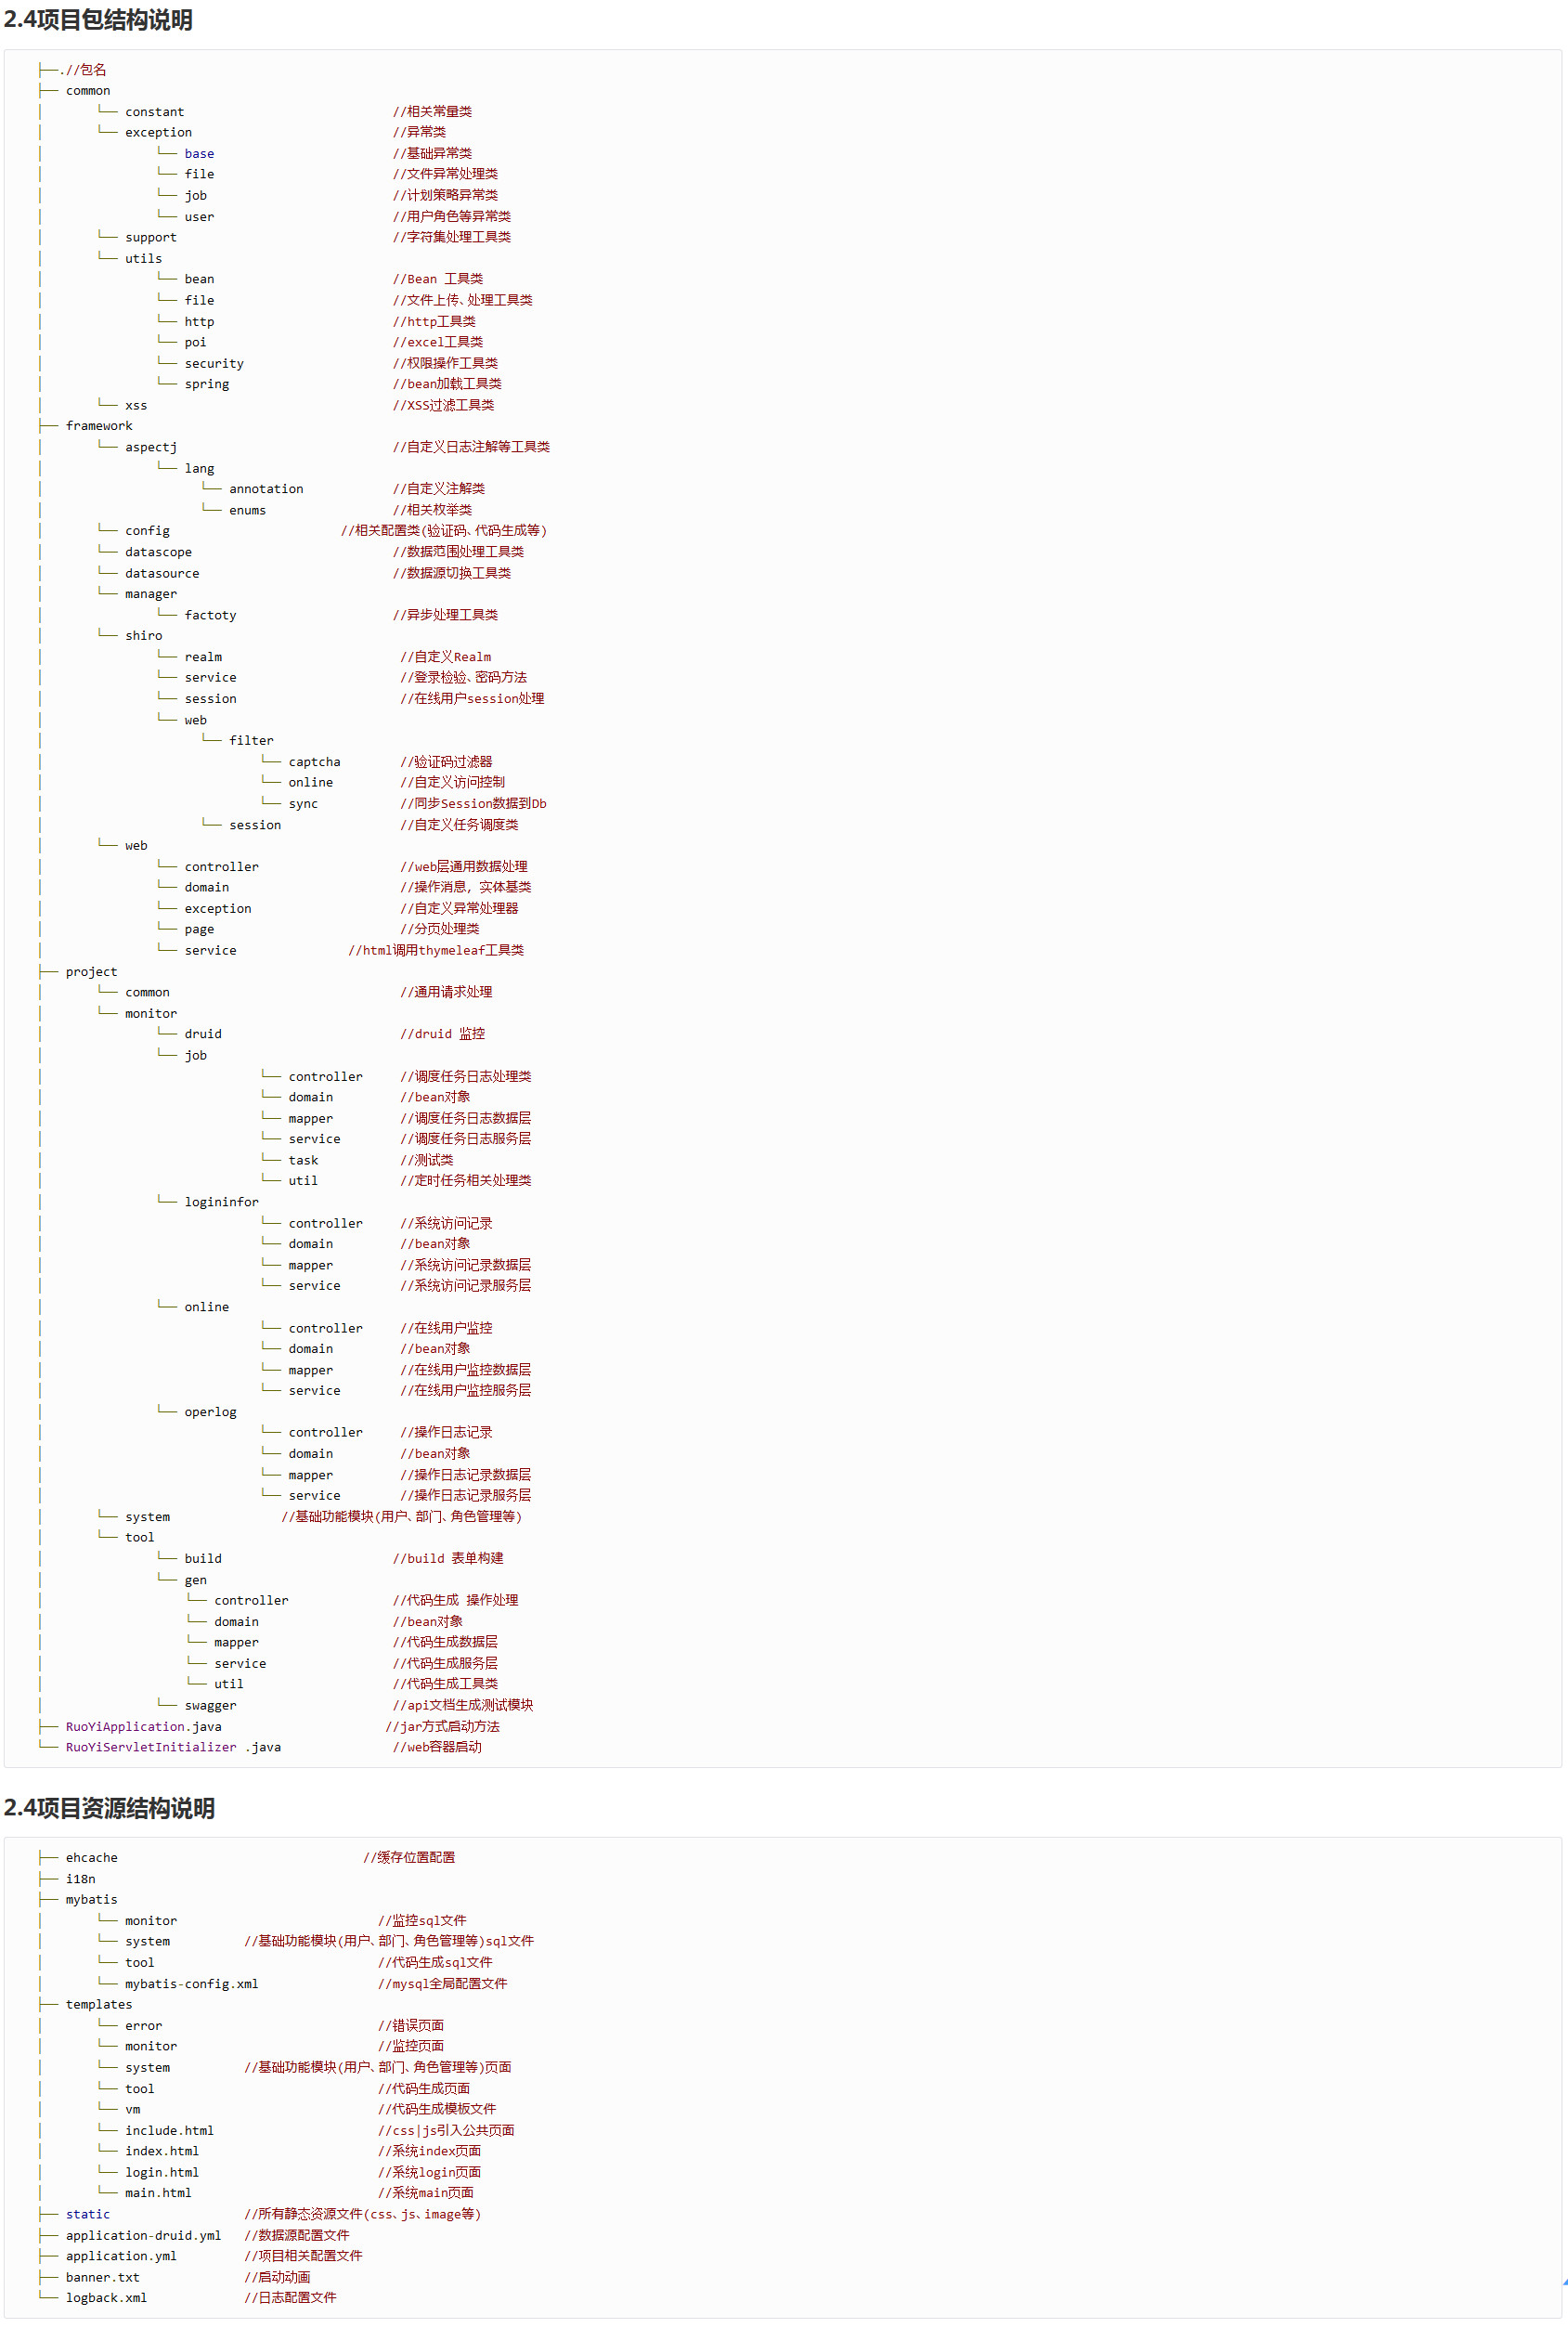 2.4项目包结构说明
├──.//包名
├── common
│       └── constant                            //相关常量类
│       └── exception                           //异常类
│               └── base                        //基础异常类
│               └── file                        //文件异常处理类
│               └── job                         //计划策略异常类
│               └── user                        //用户角色等异常类
│       └── support                             //字符集处理工具类
│       └── utils
│               └── bean                        //Bean 工具类
│               └── file                        //文件上传、处理工具类
│               └── http                        //http工具类
│               └── poi                         //excel工具类
│               └── security                    //权限操作工具类
│               └── spring                      //bean加载工具类
│       └── xss                                 //XSS过滤工具类
├── framework
│       └── aspectj                             //自定义日志注解等工具类
│               └── lang
│                     └── annotation            //自定义注解类
│                     └── enums                 //相关枚举类
│       └── config                       //相关配置类(验证码、代码生成等)
│       └── datascope                           //数据范围处理工具类
│       └── datasource                          //数据源切换工具类
│       └── manager
│               └── factoty                     //异步处理工具类
│       └── shiro
│               └── realm                        //自定义Realm
│               └── service                      //登录检验、密码方法
│               └── session                      //在线用户session处理
│               └── web
│                     └── filter
│                             └── captcha        //验证码过滤器
│                             └── online         //自定义访问控制
│                             └── sync           //同步Session数据到Db
│                     └── session                //自定义任务调度类
│       └── web
│               └── controller                   //web层通用数据处理
│               └── domain                       //操作消息, 实体基类
│               └── exception                    //自定义异常处理器
│               └── page                         //分页处理类
│               └── service               //html调用thymeleaf工具类
├── project
│       └── common                               //通用请求处理
│       └── monitor
│               └── druid                        //druid 监控
│               └── job
│                             └── controller     //调度任务日志处理类
│                             └── domain         //bean对象
│                             └── mapper         //调度任务日志数据层
│                             └── service        //调度任务日志服务层
│                             └── task           //测试类
│                             └── util           //定时任务相关处理类
│               └── logininfor
│                             └── controller     //系统访问记录
│                             └── domain         //bean对象
│                             └── mapper         //系统访问记录数据层
│                             └── service        //系统访问记录服务层
│               └── online
│                             └── controller     //在线用户监控
│                             └── domain         //bean对象
│                             └── mapper         //在线用户监控数据层
│                             └── service        //在线用户监控服务层
│               └── operlog
│                             └── controller     //操作日志记录
│                             └── domain         //bean对象
│                             └── mapper         //操作日志记录数据层
│                             └── service        //操作日志记录服务层
│       └── system               //基础功能模块(用户、部门、角色管理等)
│       └── tool
│               └── build                       //build 表单构建
│               └── gen
│                   └── controller              //代码生成 操作处理
│                   └── domain                  //bean对象
│                   └── mapper                  //代码生成数据层
│                   └── service                 //代码生成服务层
│                   └── util                    //代码生成工具类
│               └── swagger                     //api文档生成测试模块
├── RuoYiApplication.java                      //jar方式启动方法
└── RuoYiServletInitializer .java               //web容器启动
2.4项目资源结构说明
├── ehcache                                 //缓存位置配置
├── i18n
├── mybatis
│       └── monitor                           //监控sql文件
│       └── system          //基础功能模块(用户、部门、角色管理等)sql文件
│       └── tool                              //代码生成sql文件
│       └── mybatis-config.xml                //mysql全局配置文件
├── templates
│       └── error                             //错误页面
│       └── monitor                           //监控页面
│       └── system          //基础功能模块(用户、部门、角色管理等)页面
│       └── tool                              //代码生成页面
│       └── vm                                //代码生成模板文件
│       └── include.html                      //css|js引入公共页面
│       └── index.html                        //系统index页面
│       └── login.html                        //系统login页面
│       └── main.html                         //系统main页面
├── static                  //所有静态资源文件(css、js、image等)
├── application-druid.yml   //数据源配置文件
├── application.yml         //项目相关配置文件
├── banner.txt              //启动动画
└── logback.xml             //日志配置文件